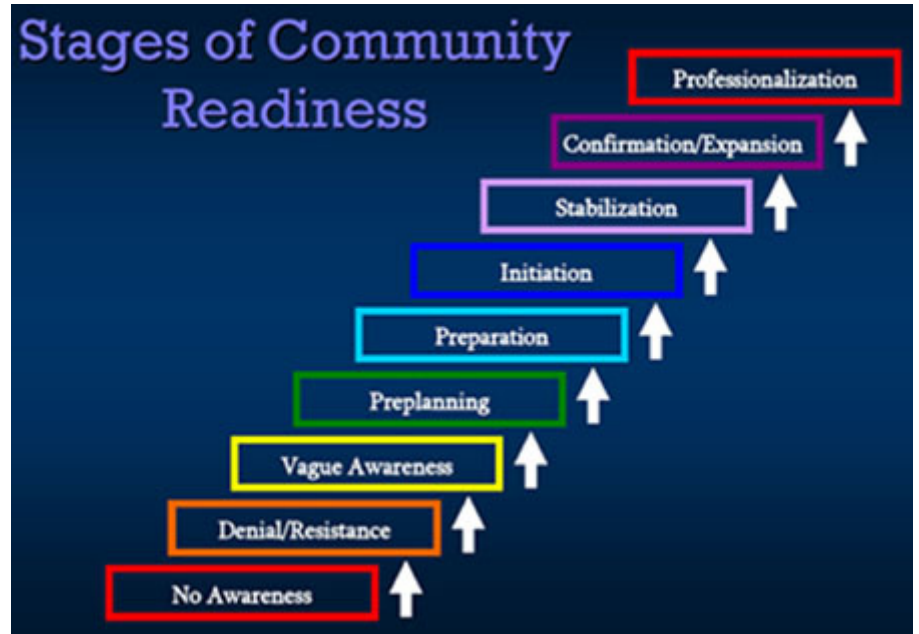 Stages of Community
Readiness
Professionalization
Confirmation/Expansion
Stabilization
Initiation
Preparation
Preplanning
Vague Awareness
Denial/Resistance
No Awareness